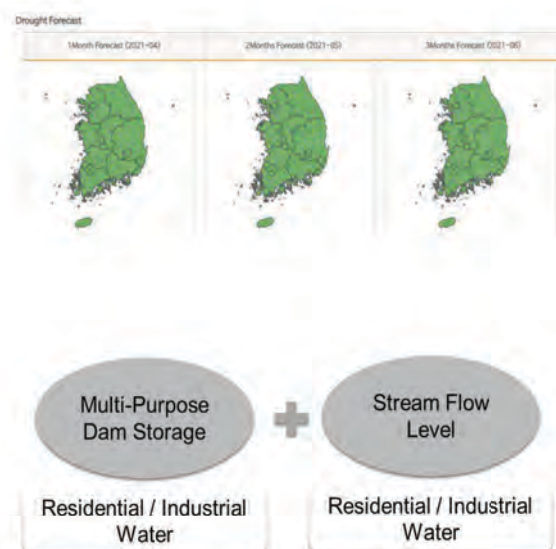 Drought Forecast
1Month Forecast (2021-04)
2Months Forecast (2021-05)
3Months Forecast (2021-06)
Multi-Purpose
Dam Storage
Stream Flow
Level
Residential / Industrial
Water
Residential / Industrial
Water